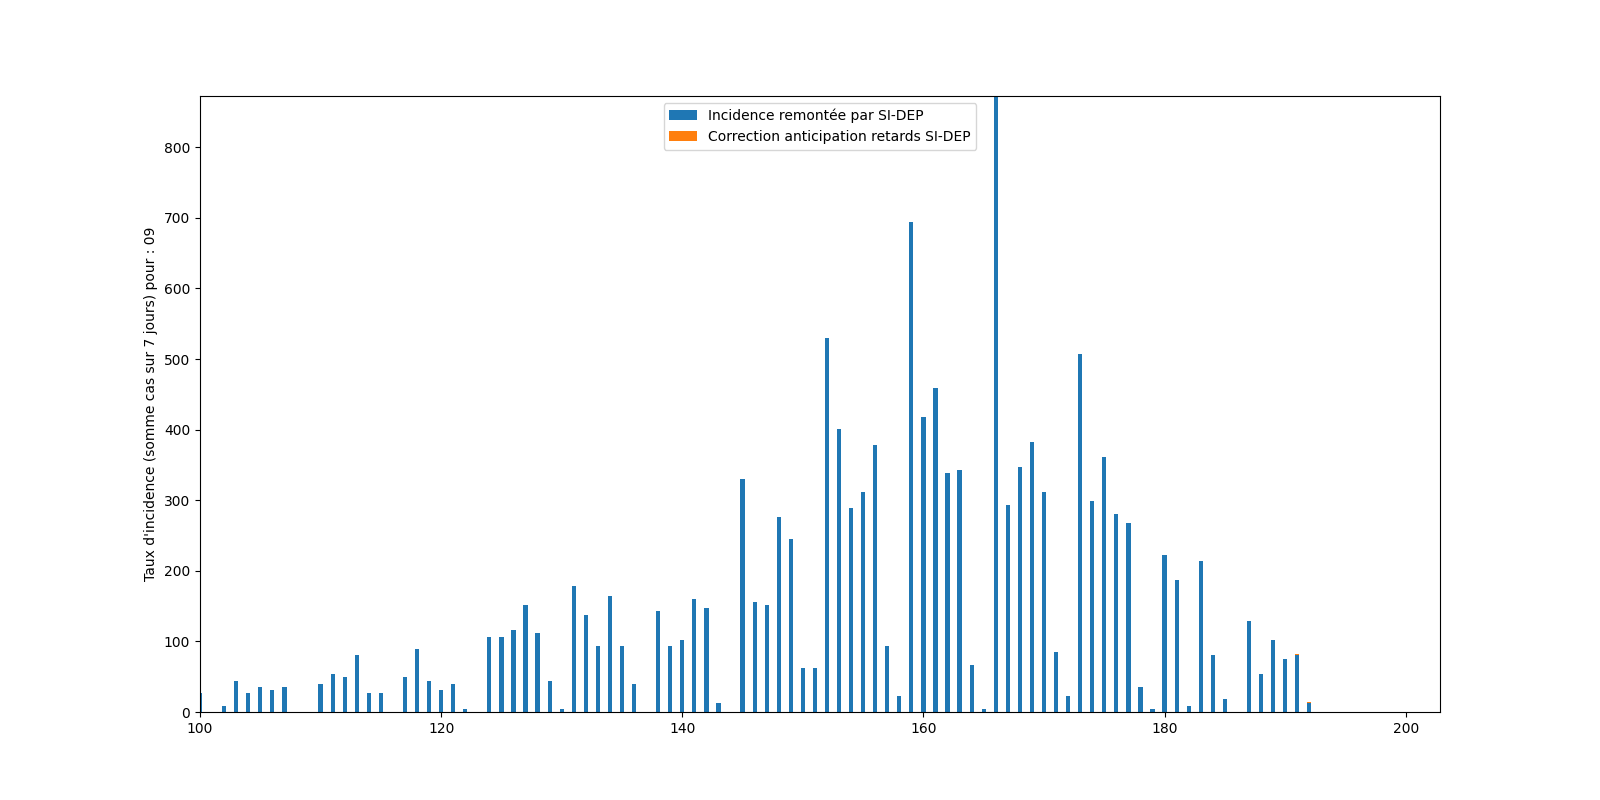 Incidence remontée par SI-DEP
Correction anticipation retards SI-DEP
Taux d'incidence (somme cas sur 7 jours) pour : 09
800
700
600
500
400
300
200
100
0
100 120 140 160 180 200